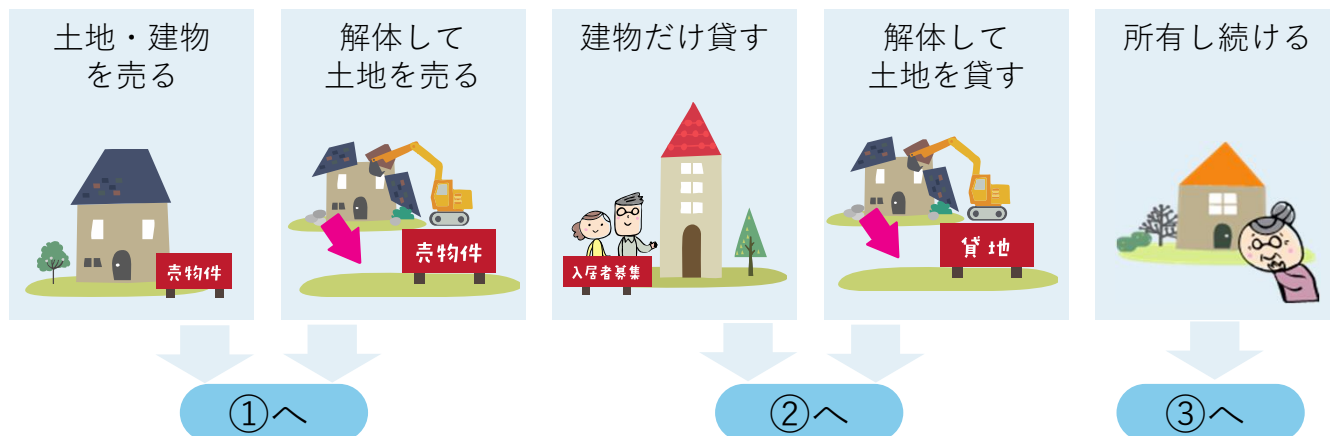 土地・建物
を売る
売物件
解体して
土地を売る
売物件
建物だけ貸す
入居者募集
解体して
土地を貸す
貸地
所有し続ける
①へ
②へ
③へ